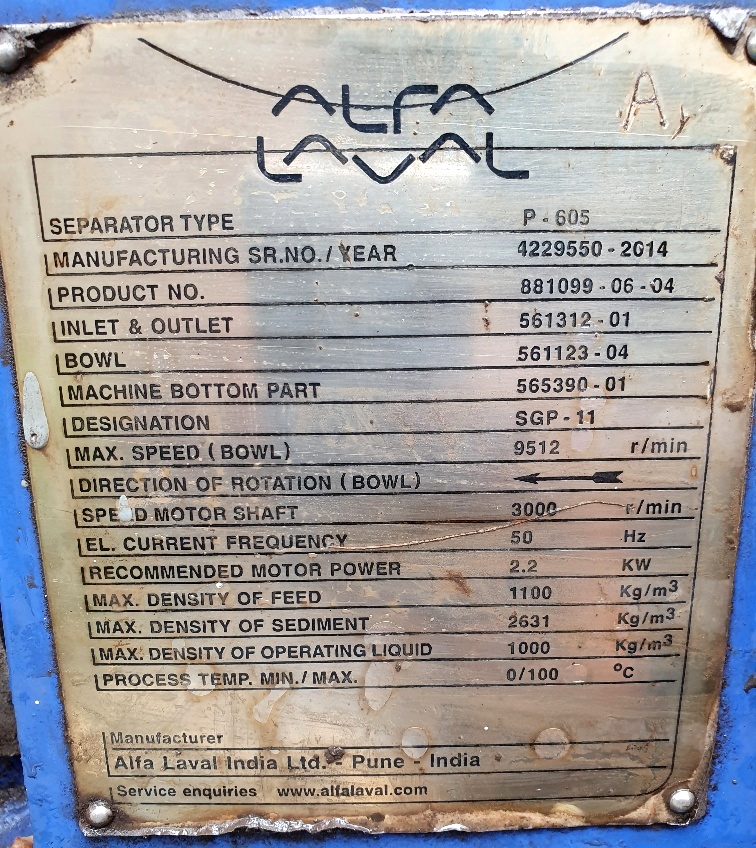 ALFA
LAVAL
A
SEPARATOR TYPE P - 605
MANUFACTURING SR.NO. / YEAR 4229550 - 2014
PRODUCT NO. 881099 - 06 - 04
INLET & OUTLET 561312 - 01
BOWL 561123 - 04
MACHINE BOTTOM PART 565390 - 01
DESIGNATION SGP - 11
MAX. SPEED ( BOWL ) 9512 r/min
DIRECTION OF ROTATION ( BOWL )
SPEED MOTOR SHAFT 3000 r/min
EL. CURRENT FREQUENCY 50 Hz
RECOMMENDED MOTOR POWER 2.2 KW
MAX. DENSITY OF FEED 1100 Kg/m³
MAX. DENSITY OF SEDIMENT 2631 Kg/m³
MAX. DENSITY OF OPERATING LIQUID 1000 Kg/m³
PROCESS TEMP. MIN. / MAX. 0/100 °C
Manufacturer
Alfa Laval India Ltd. - Pune - India
Service enquiries www.alfalaval.com